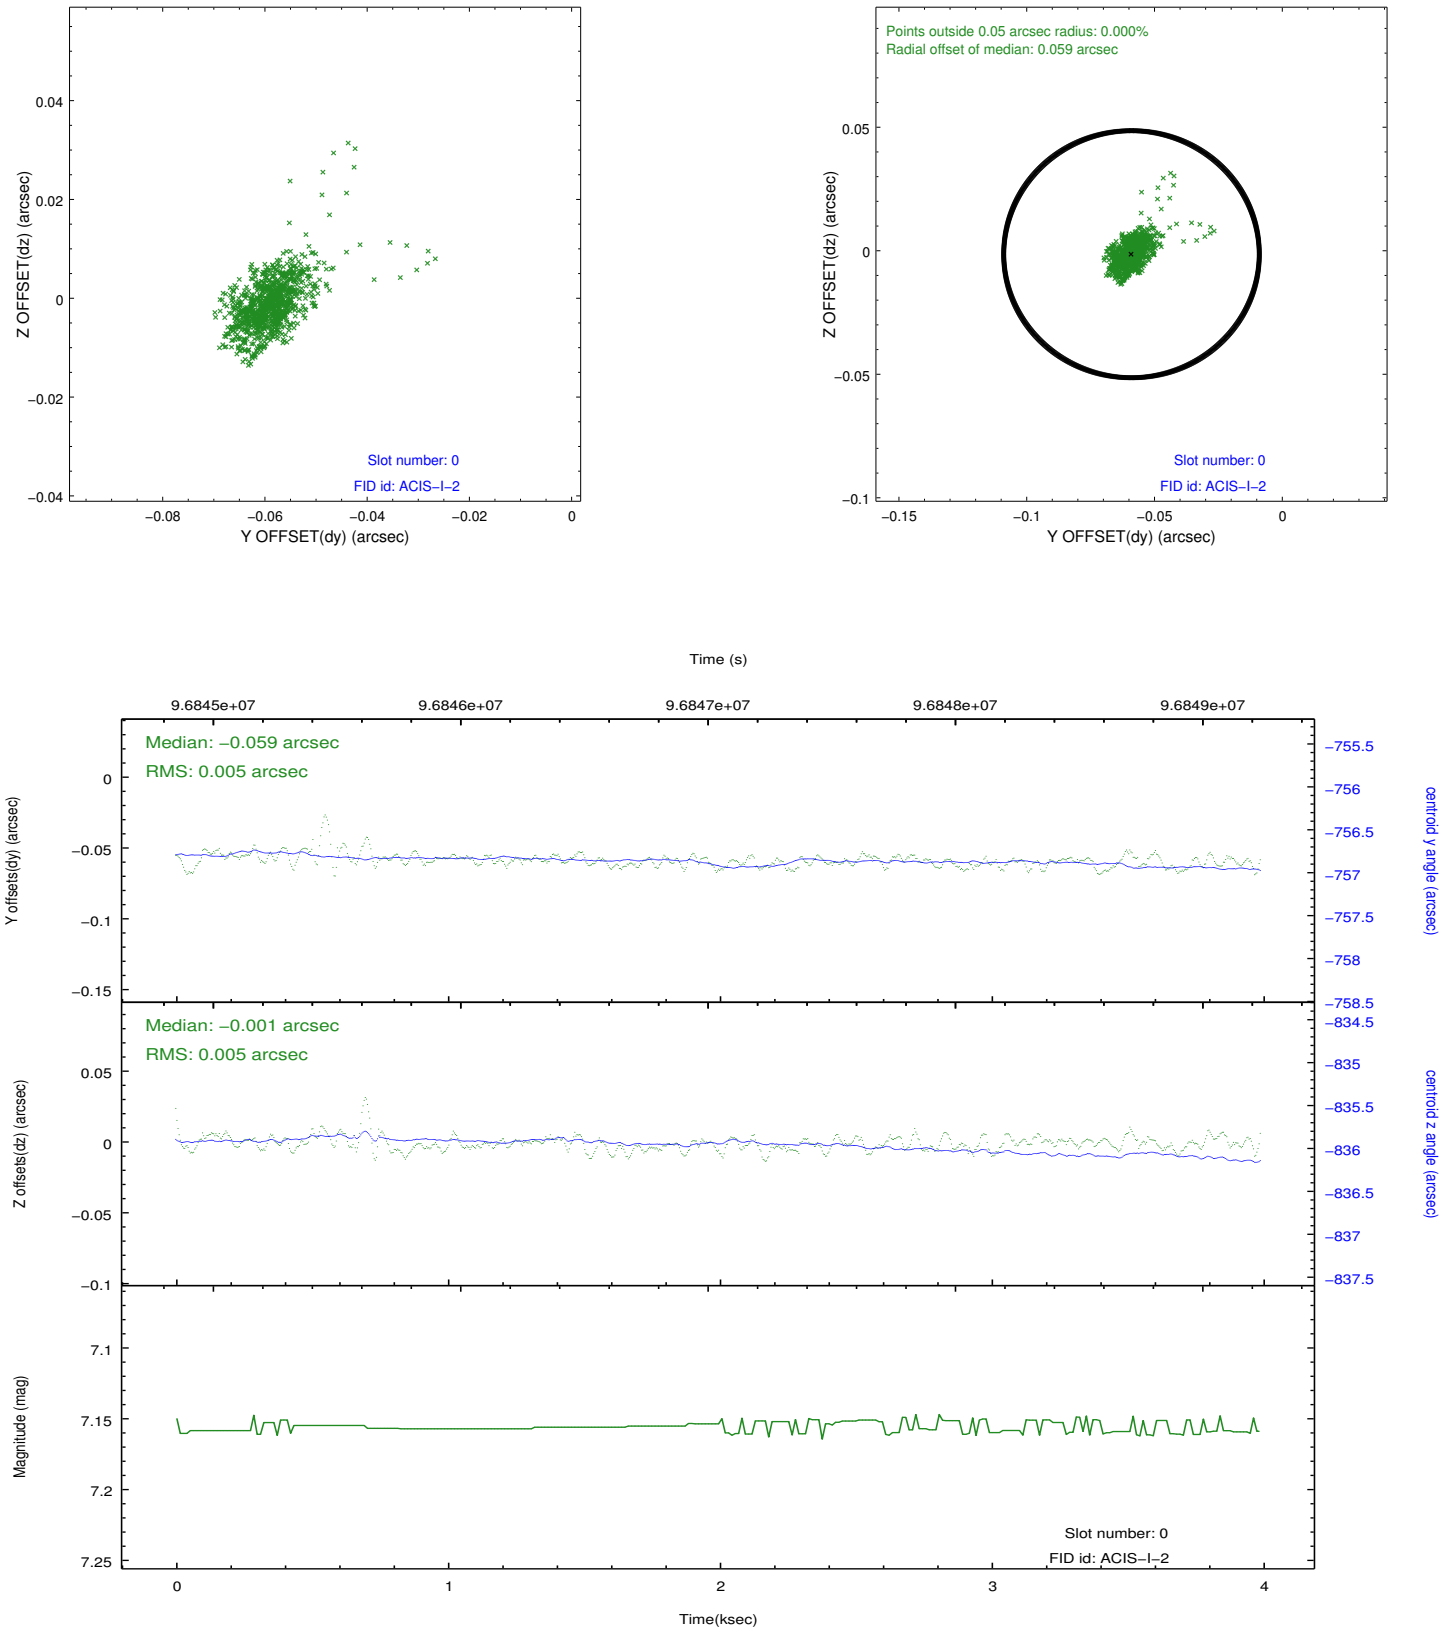 0.04
0.02
0
−0.02
−0.04
Z OFFSET(dz) (arcsec)
Slot number: 0
FID id: ACIS−I−2
−0.08
−0.06
−0.04
−0.02
0
Y OFFSET(dy) (arcsec)
Points outside 0.05 arcsec radius: 0.000%
Radial offset of median: 0.059 arcsec
0.05
0
−0.05
−0.1
Z OFFSET(dz) (arcsec)
Slot number: 0
FID id: ACIS−I−2
−0.15
−0.1
−0.05
0
Y OFFSET(dy) (arcsec)
Time (s)
9.6845e+07
9.6846e+07
9.6847e+07
9.6848e+07
9.6849e+07
Median: −0.059 arcsec
RMS: 0.005 arcsec
0
−0.05
−0.1
−0.15
Y offsets(dy) (arcsec)
−755.5
−756
−756.5
−757
−757.5
−758
−758.5
centroid y angle (arcsec)
Median: −0.001 arcsec
RMS: 0.005 arcsec
0.05
0
−0.05
−0.1
Z offsets(dz) (arcsec)
−834.5
−835
−835.5
−836
−836.5
−837
−837.5
centroid z angle (arcsec)
7.1
7.15
7.2
7.25
Magnitude (mag)
Slot number: 0
FID id: ACIS−I−2
0
1
2
3
4
Time(ksec)